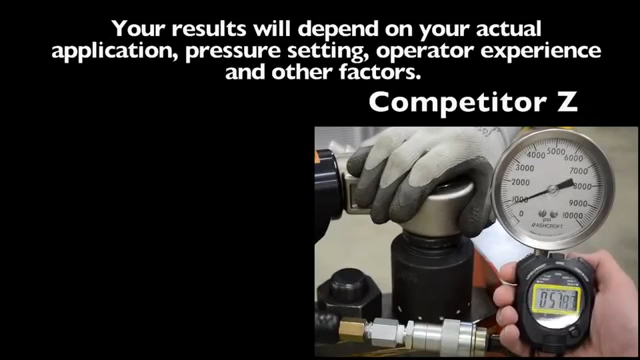 Your results will depend on your actual
application, pressure setting, operator experience
and other factors.
Competitor Z
5000
4000
6000
3000
7000
2000
8000
1000
9000
0
10000
psi
ASHCROFT